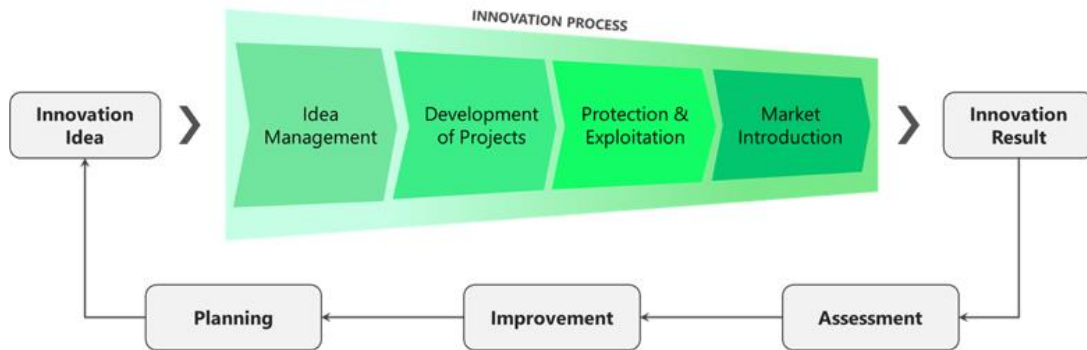 INNOVATION PROCESS
Innovation
Idea
Idea
Management
Development
of Projects
Protection &
Exploitation
Market
Introduction
Innovation
Result
Planning
Improvement
Assessment